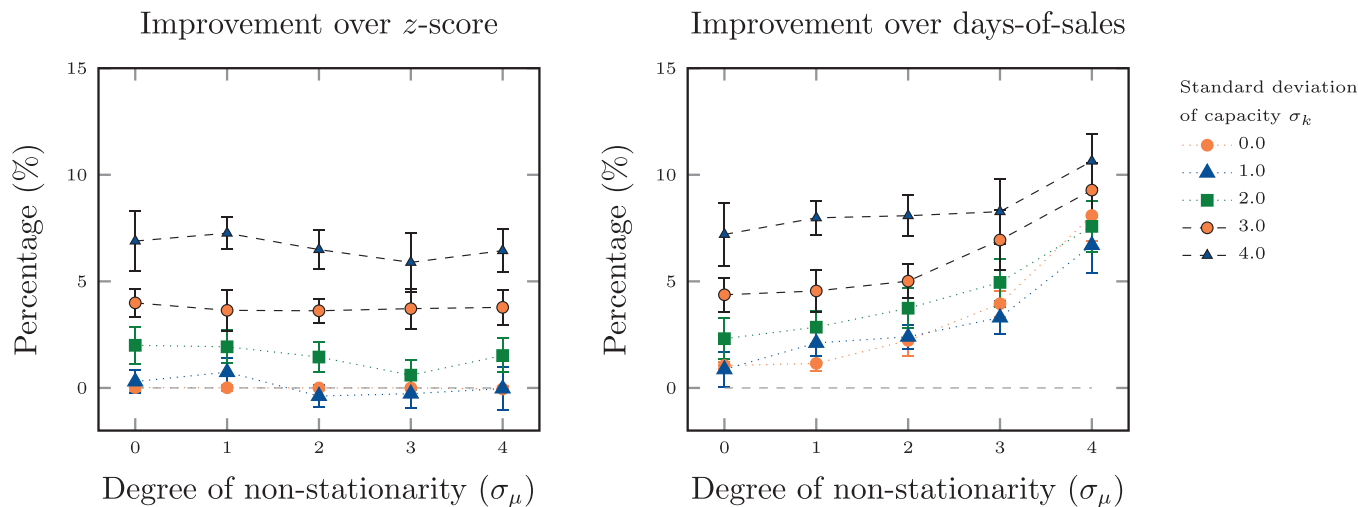 Improvement over z-score
Improvement over days-of-sales
15
10
5
0
Percentage (%)
0 1 2 3 4
Degree of non-stationarity (σμ)
15
10
5
0
Percentage (%)
0 1 2 3 4
Degree of non-stationarity (σμ)
Standard deviation
of capacity σk
0.0
1.0
2.0
3.0
4.0